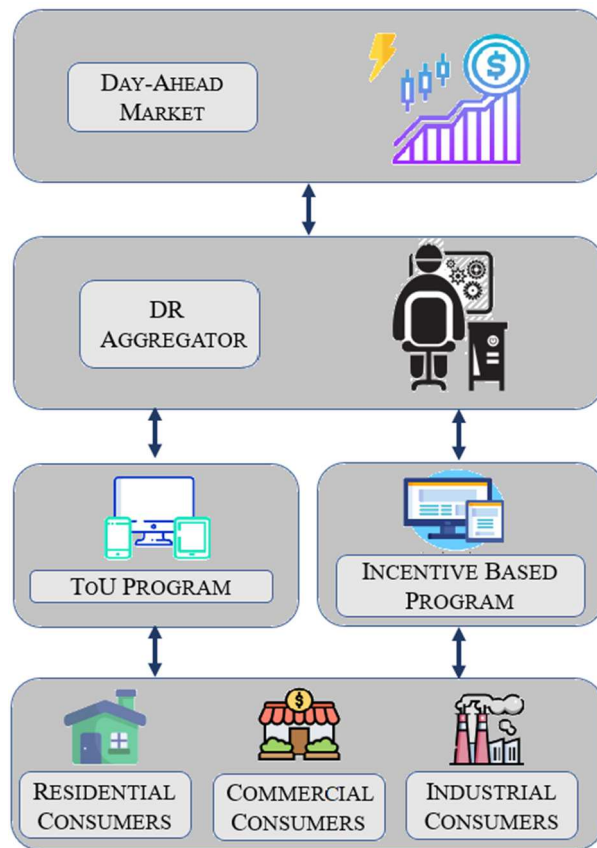 DAY-AHEAD
MARKET
$
DR
AGGREGATOR
TOU PROGRAM
INCENTIVE BASED
PROGRAM
$
RESIDENTIAL
CONSUMERS
COMMERCIAL
CONSUMERS
INDUSTRIAL
CONSUMERS